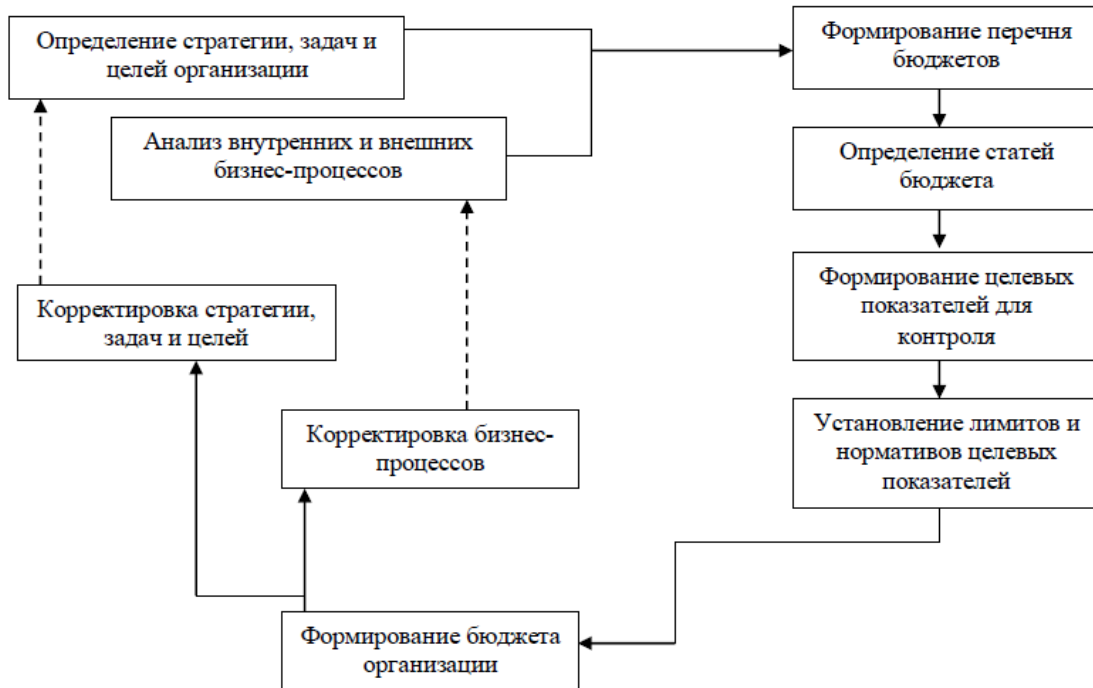 Определение стратегии, задач и
целей организации
Анализ внутренних и внешних
бизнес-процессов
Корректировка стратегии,
задач и целей
Корректировка бизнес-
процессов
Формирование бюджета
организации
Формирование перечня
бюджетов
Определение статей
бюджета
Формирование целевых
показателей для
контроля
Установление лимитов и
нормативов целевых
показателей